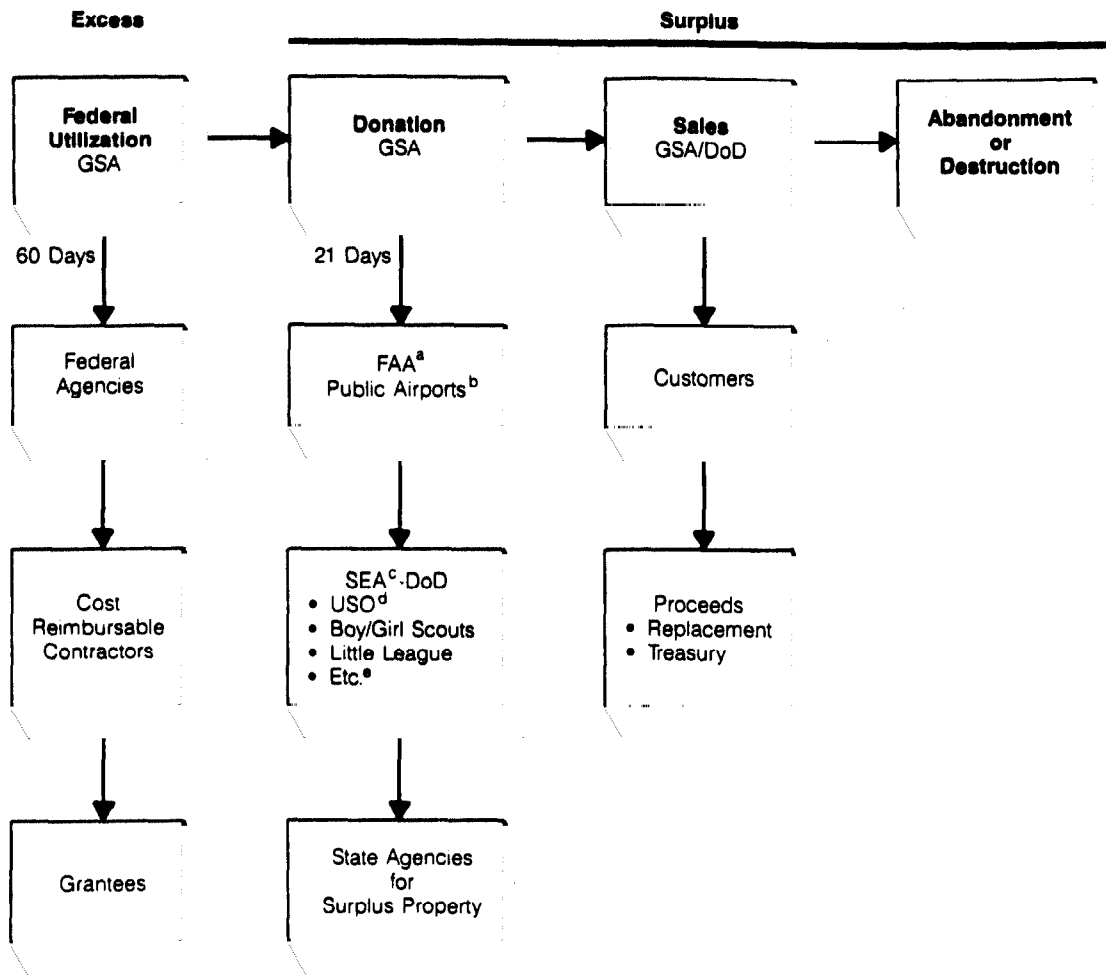 Excess
Surplus
Federal
Utilization
GSA
Donation
GSA
Sales
GSA/DoD
Abandonment
or
Destruction
60 Days
21 Days
Federal
Agencies
FAAᵃ
Public Airportsᵇ
Customers
Cost
Reimbursable
Contractors
SEAᶜ-DoD
• USOᵈ
• Boy/Girl Scouts
• Little League
• Etc.ᵉ
Proceeds
• Replacement
• Treasury
Grantees
State Agencies
for
Surplus Property